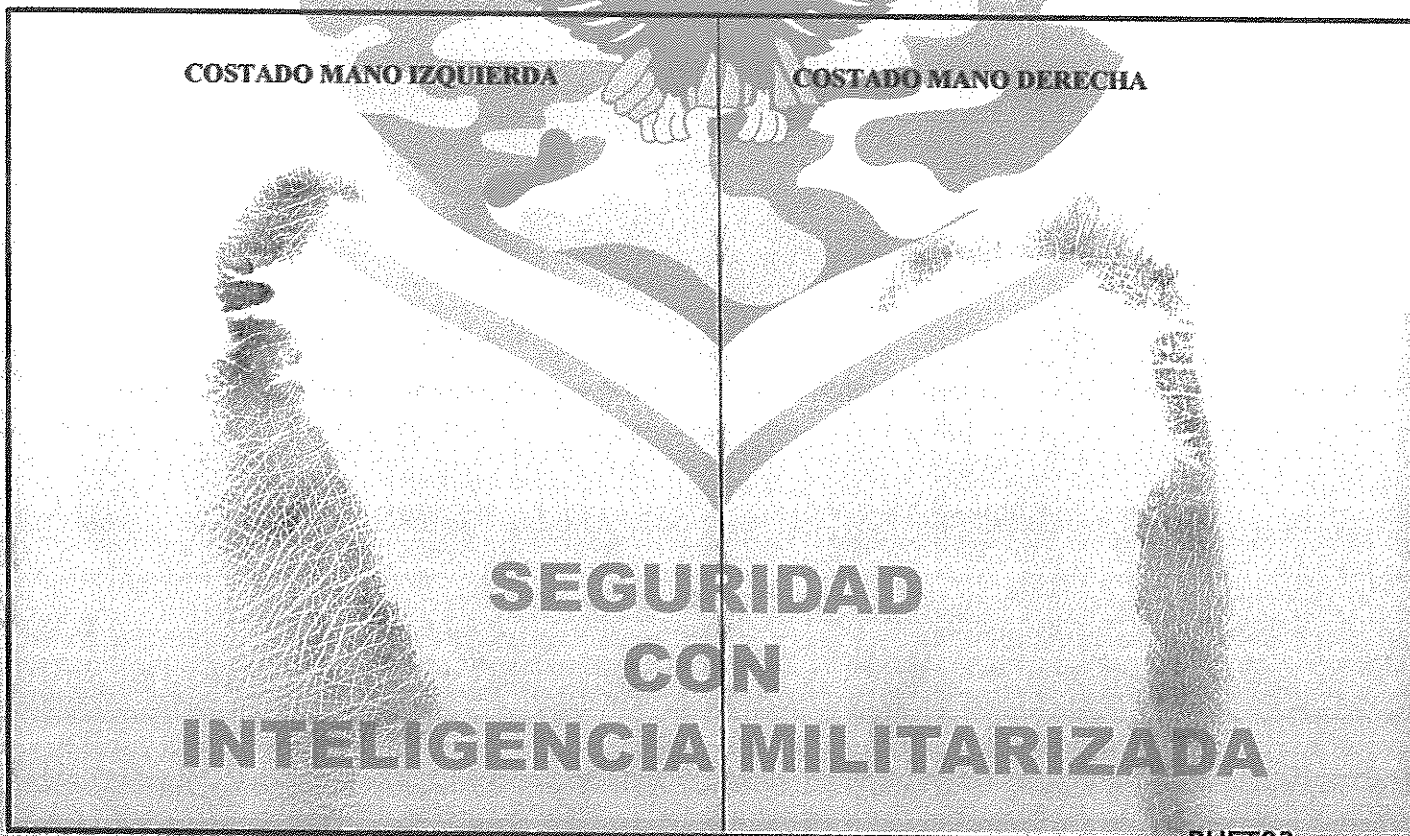 COSTADO MANO IZQUIERDA
COSTADO MANO DERECHA
SEGURIDAD
CON
INTELIGENCIA MILITARIZADA